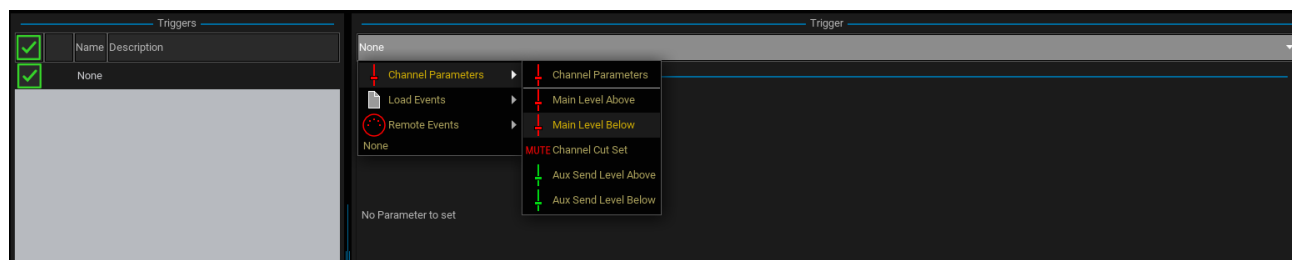 Triggers
Name Description
None
Trigger
None
Channel Parameters
Load Events
Remote Events
None
Channel Parameters
Main Level Above
Main Level Below
MUTE Channel Cut Set
Aux Send Level Above
Aux Send Level Below
No Parameter to set